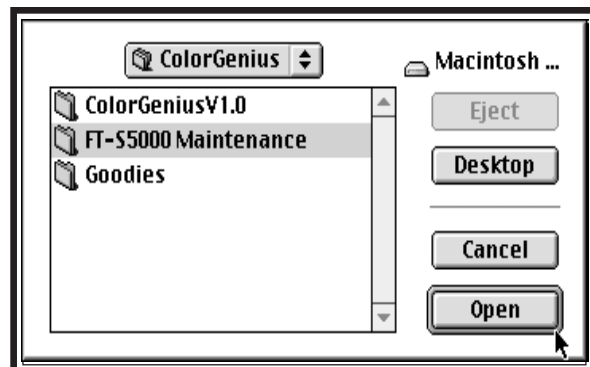 ColorGenius
Macintosh ...
ColorGeniusV1.0
FT-S5000 Maintenance
Goodies
Eject
Desktop
Cancel
Open